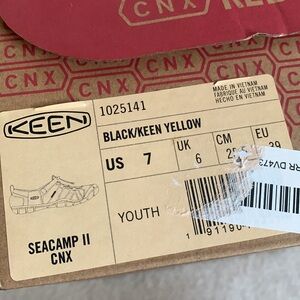 CNX
CNX
CNX
CNX
KEEN
1025141
MADE IN VIETNAM
FABRIQUÉ AU VIETNAM
HECHO EN VIETNAM
BLACK/KEEN YELLOW
US 7
UK 6
CM
EU
YOUTH
SEACAMP II
CNX